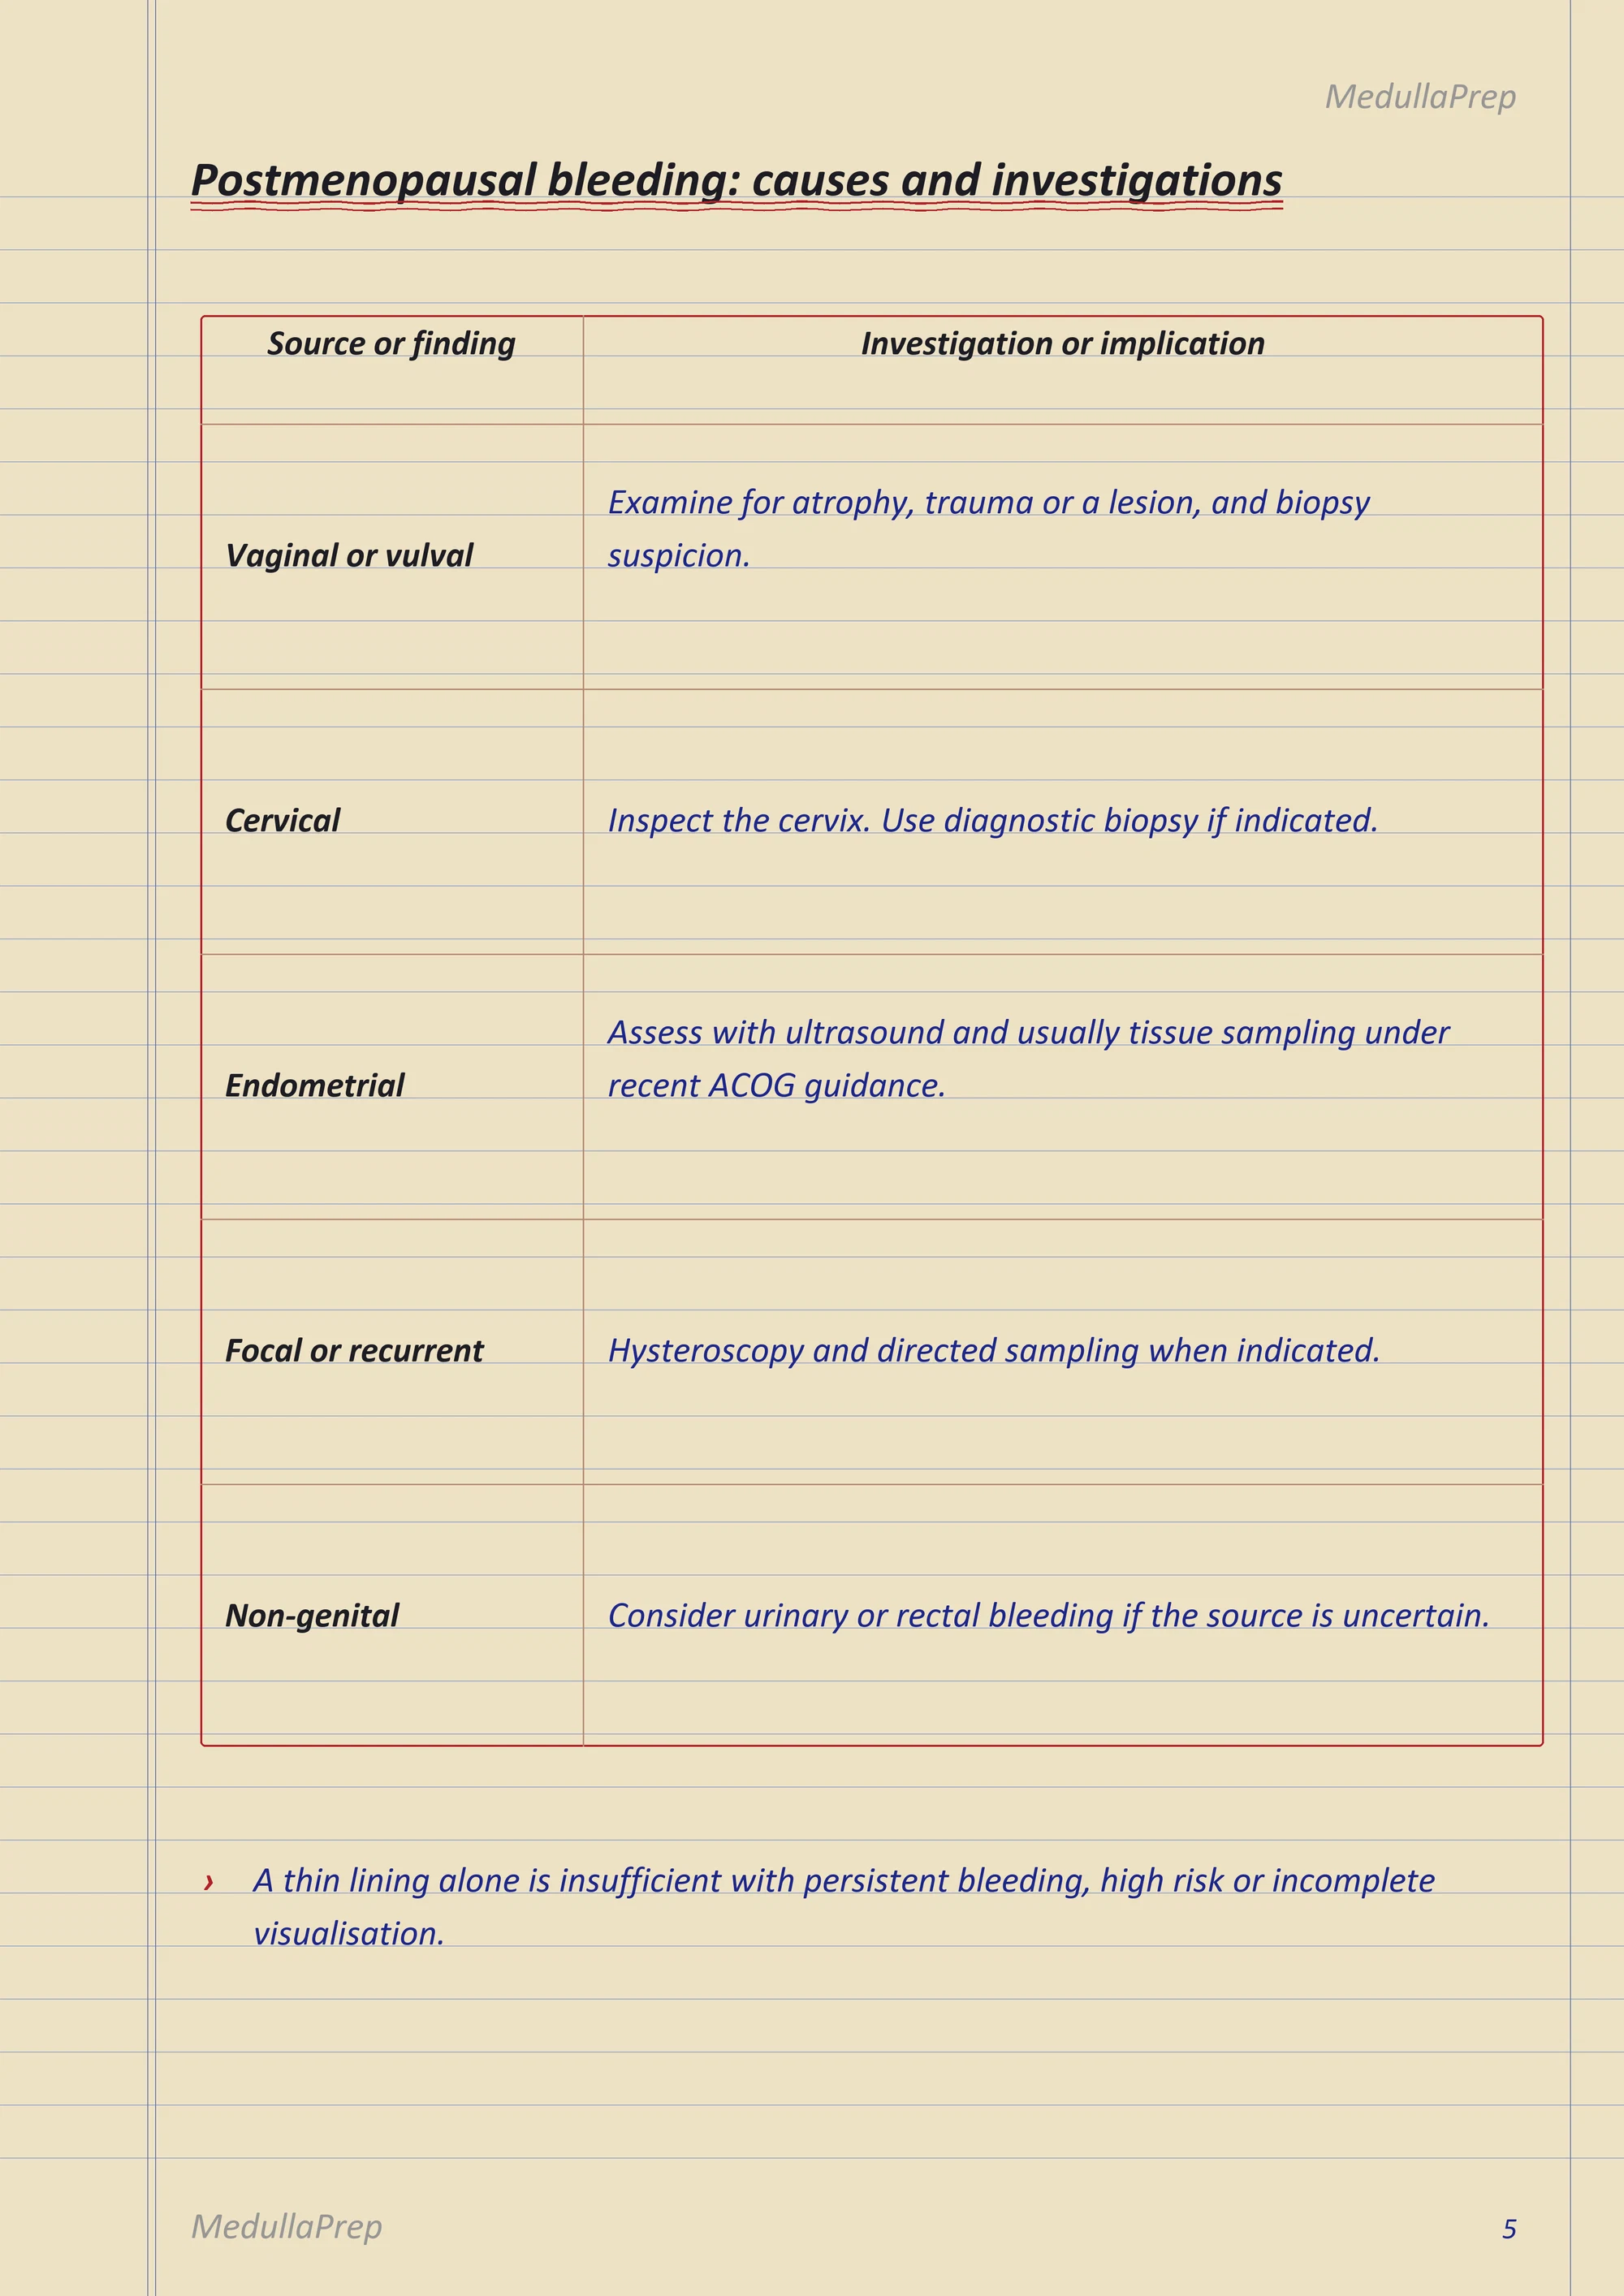 MedullaPrep
Postmenopausal bleeding: causes and investigations
Source or finding
Investigation or implication
Vaginal or vulval
Examine for atrophy, trauma or a lesion, and biopsy
suspicion.
Cervical
Inspect the cervix. Use diagnostic biopsy if indicated.
Endometrial
Assess with ultrasound and usually tissue sampling under
recent ACOG guidance.
Focal or recurrent
Hysteroscopy and directed sampling when indicated.
Non-genital
Consider urinary or rectal bleeding if the source is uncertain.
› A thin lining alone is insufficient with persistent bleeding, high risk or incomplete
visualisation.
MedullaPrep
5